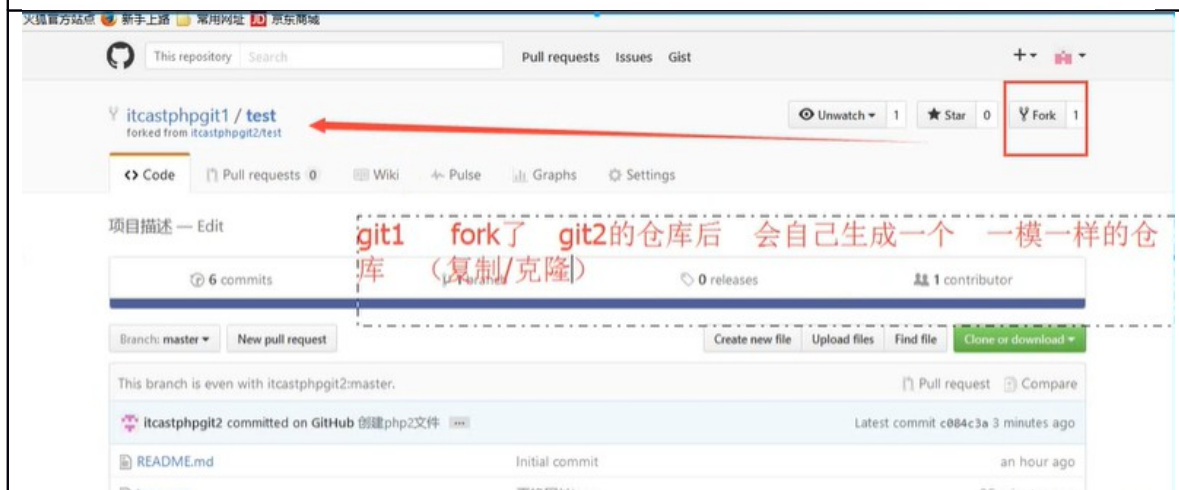 火狐官方站点 新手上路 常用网址 JD 京东商城
This repository Search Pull requests Issues Gist
itcastphpgit1 / test Unwatch 1 Star 0 Fork 1
forked from itcastphpgit2/test
Code Pull requests 0 Wiki Pulse Graphs Settings
项目描述 — Edit
git1 fork了 git2的仓库后 会自己生成一个 一模一样的仓
库 （复制/克隆）
6 commits 0 releases 1 contributor
Branch: master New pull request Create new file Upload files Find file Clone or download
This branch is even with itcastphpgit2:master. Pull request Compare
itcastphpgit2 committed on GitHub 创建php2文件 Latest commit c084c3a 3 minutes ago
README.md Initial commit an hour ago